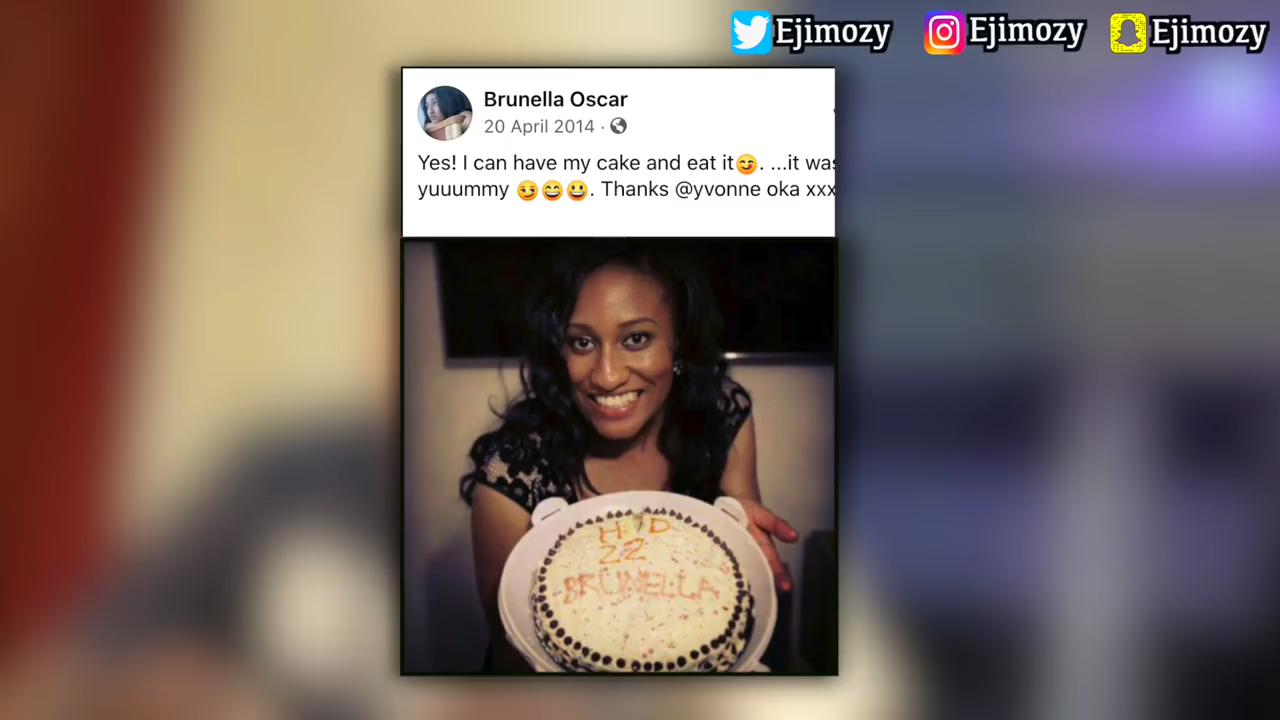 Ejimozy Ejimozy Ejimozy
Brunella Oscar
20 April 2014 ·
Yes! I can have my cake and eat it😋. ...it was
yuuummy 😏😄😃. Thanks @yvonne oka xxx
22
BRUNELLA